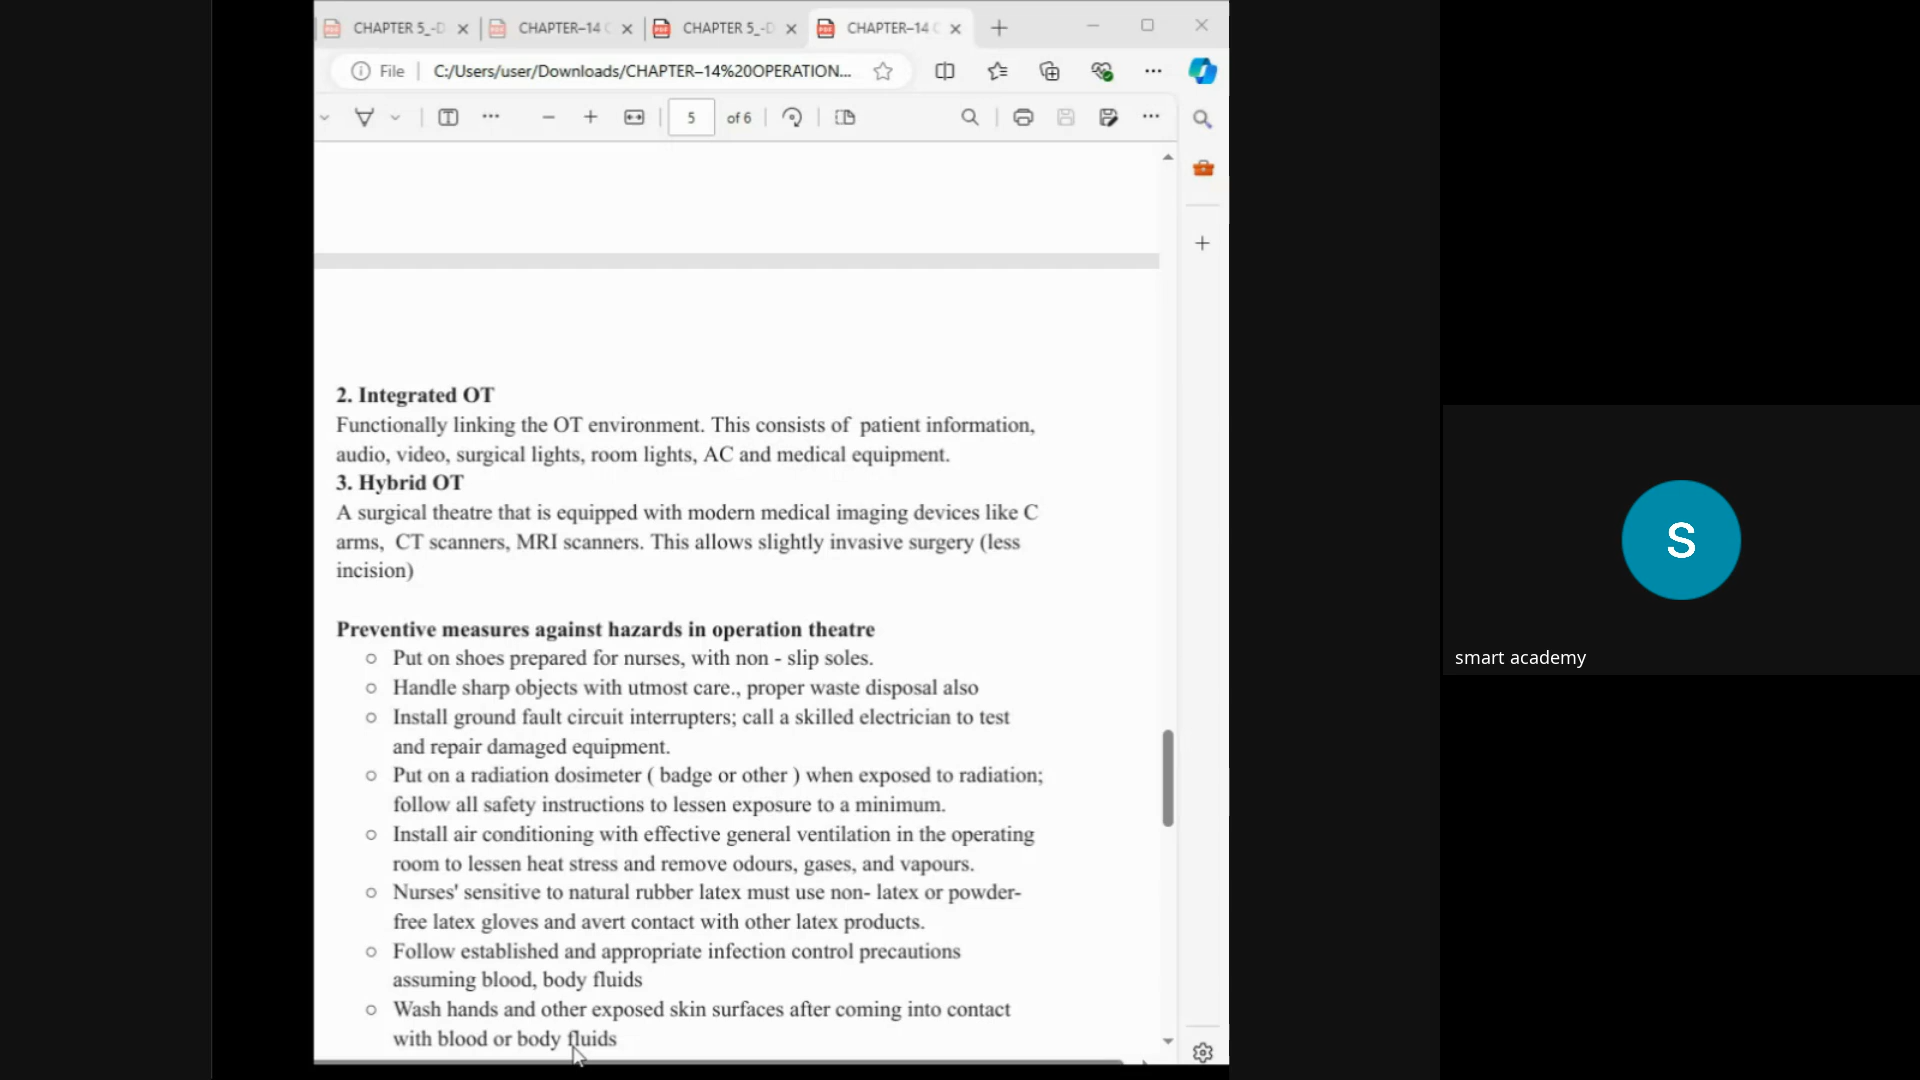 CHAPTER 5_-D
CHAPTER–14 C
CHAPTER 5_-D
CHAPTER–14 C
File
C:/Users/user/Downloads/CHAPTER–14%20OPERATION...
5 of 6
2. Integrated OT
Functionally linking the OT environment. This consists of patient information,
audio, video, surgical lights, room lights, AC and medical equipment.
3. Hybrid OT
A surgical theatre that is equipped with modern medical imaging devices like C
arms, CT scanners, MRI scanners. This allows slightly invasive surgery (less
incision)
Preventive measures against hazards in operation theatre
○ Put on shoes prepared for nurses, with non - slip soles.
○ Handle sharp objects with utmost care., proper waste disposal also
○ Install ground fault circuit interrupters; call a skilled electrician to test
and repair damaged equipment.
○ Put on a radiation dosimeter ( badge or other ) when exposed to radiation;
follow all safety instructions to lessen exposure to a minimum.
○ Install air conditioning with effective general ventilation in the operating
room to lessen heat stress and remove odours, gases, and vapours.
○ Nurses' sensitive to natural rubber latex must use non- latex or powder-
free latex gloves and avert contact with other latex products.
○ Follow established and appropriate infection control precautions
assuming blood, body fluids
○ Wash hands and other exposed skin surfaces after coming into contact
with blood or body fluids
S
smart academy